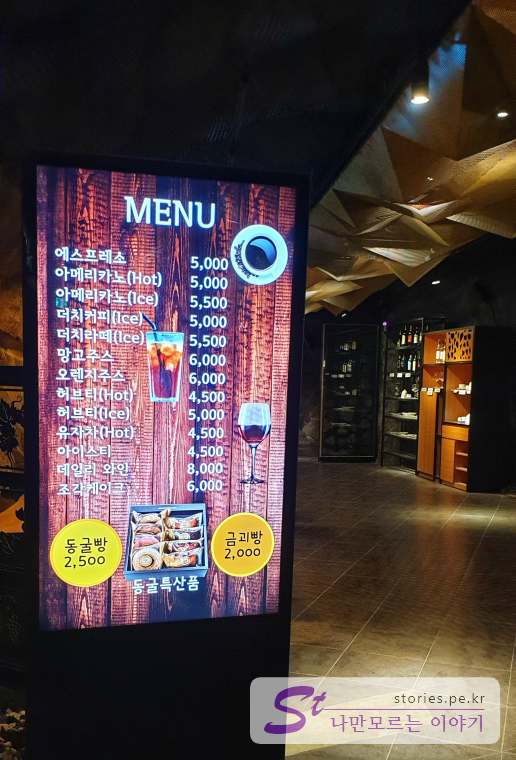 MENU
에스프레소 5,000
아메리카노(Hot) 5,000
아메리카노(Ice) 5,500
더치커피(Ice) 5,000
더치라떼(Ice) 5,500
망고주스 6,000
오렌지주스 6,000
허브티(Hot) 4,500
허브티(Ice) 5,000
유자차(Hot) 4,500
아이스티 4,500
데일리 와인 8,000
조각케이크 6,000
동굴빵
2,500
금괴빵
2,000
동굴특산품
St
stories.pe.kr
나만모르는 이야기